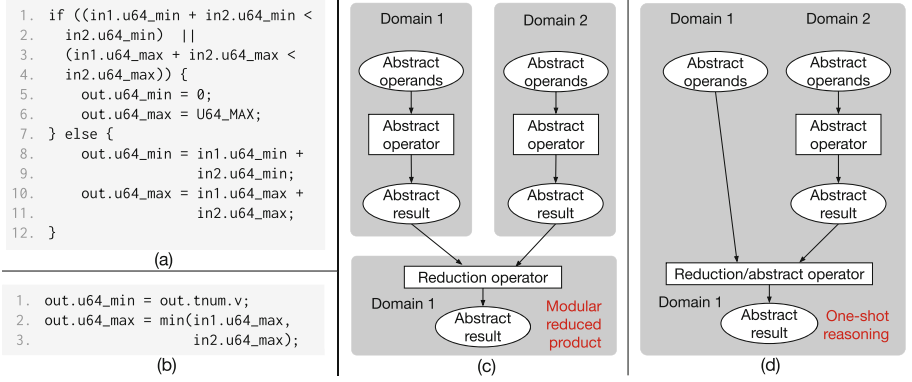 1. if ((in1.u64_min + in2.u64_min <
2. in2.u64_min) ||
3. (in1.u64_max + in2.u64_max <
4. in2.u64_max)) {
5. out.u64_min = 0;
6. out.u64_max = U64_MAX;
7. } else {
8. out.u64_min = in1.u64_min +
9. in2.u64_min;
10. out.u64_max = in1.u64_max +
11. in2.u64_max;
12. }
(a)
1. out.u64_min = out.tnum.v;
2. out.u64_max = min(in1.u64_max,
3. in2.u64_max);
(b)
Domain 1
Abstract
operands
Abstract
operator
Abstract
result
Domain 2
Abstract
operands
Abstract
operator
Abstract
result
Reduction operator
Domain 1
Abstract
result
Modular
reduced
product
(c)
Domain 1
Abstract
operands
Domain 2
Abstract
operands
Abstract
operator
Abstract
result
Reduction/abstract operator
Domain 1
Abstract
result
One-shot
reasoning
(d)